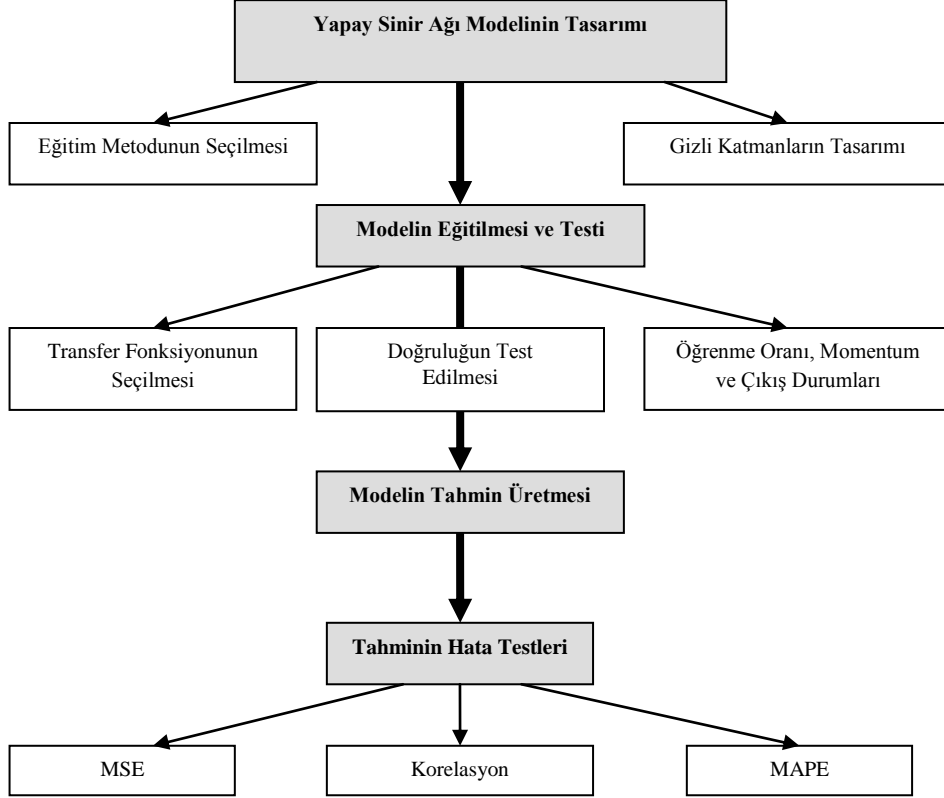 Yapay Sinir Ağı Modelinin Tasarımı
Eğitim Metodunun Seçilmesi
Gizli Katmanların Tasarımı
Modelin Eğitilmesi ve Testi
Transfer Fonksiyonunun
Seçilmesi
Doğruluğun Test
Edilmesi
Öğrenme Oranı, Momentum
ve Çıkış Durumları
Modelin Tahmin Üretmesi
Tahminin Hata Testleri
MSE
Korelasyon
MAPE